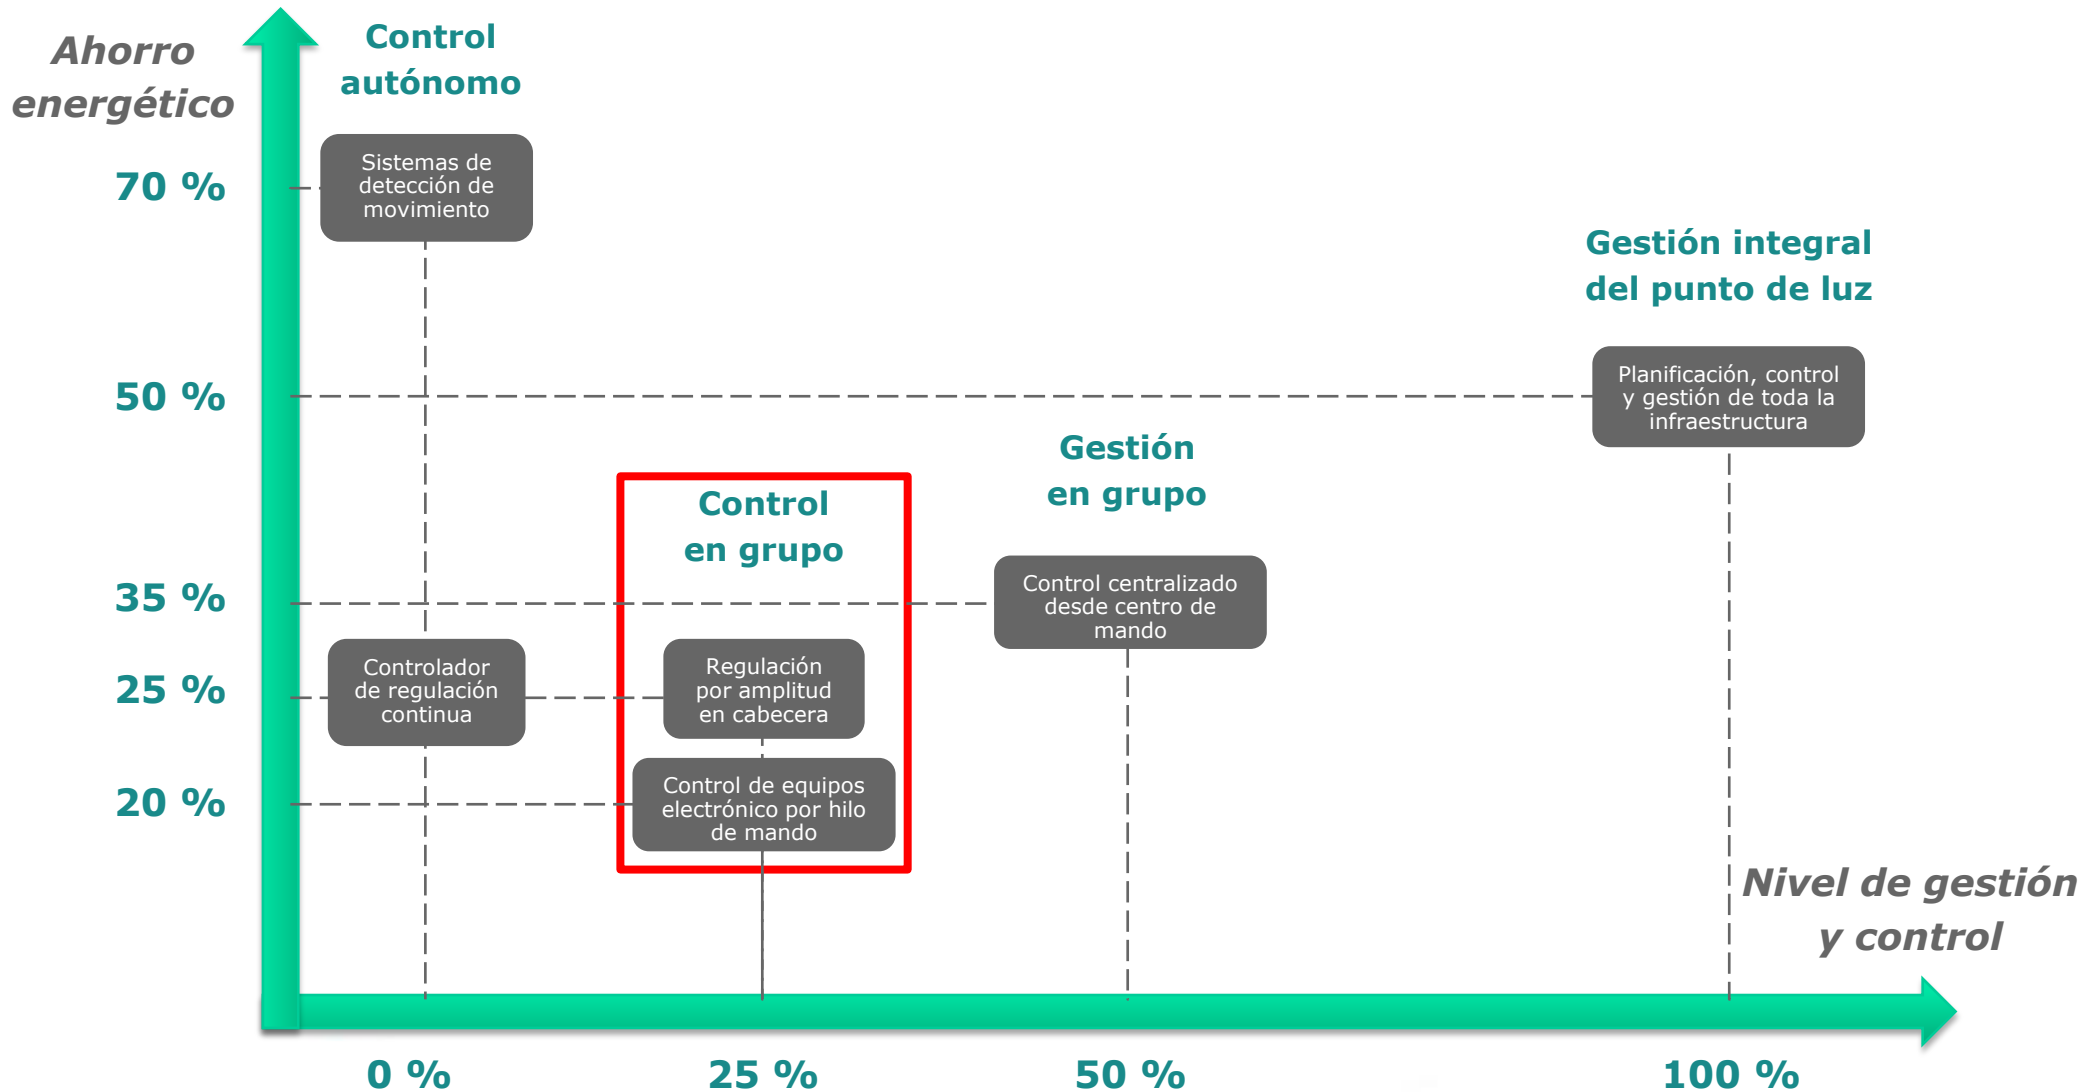 Ahorro
energético
Control
autónomo
70 %
Sistemas de
detección de
movimiento
Gestión integral
del punto de luz
50 %
Planificación, control
y gestión de toda la
infraestructura
Gestión
en grupo
Control
en grupo
35 %
Control centralizado
desde centro de
mando
25 %
Controlador
de regulación
continua
Regulación
por amplitud
en cabecera
20 %
Control de equipos
electrónico por hilo
de mando
Nivel de gestión
y control
0 %
25 %
50 %
100 %